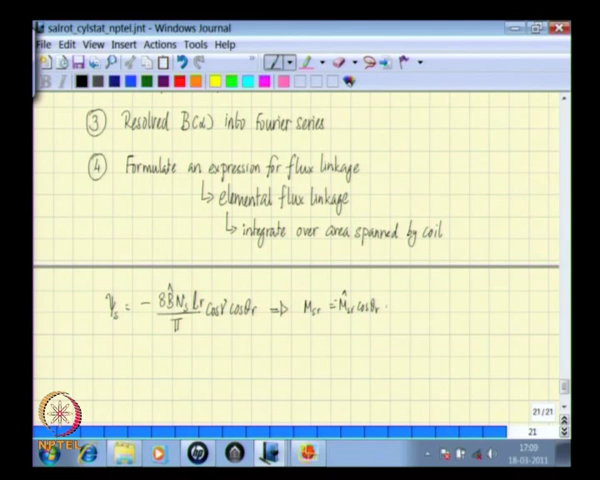 salrot_cylstat_nptel.jnt - Windows Journal
File Edit View Insert Actions Tools Help
③ Resolved B(α) into Fourier series
④ Formulate an expression for flux linkage
↳ elemental flux linkage
↳ integrate over area spanned by coil
ψs = - 8B̂NsLr/π cosγ cosθr ⇒ Msr = M̂sr cosθr.
21/21
21
NPTEL
17:09
18-03-2011